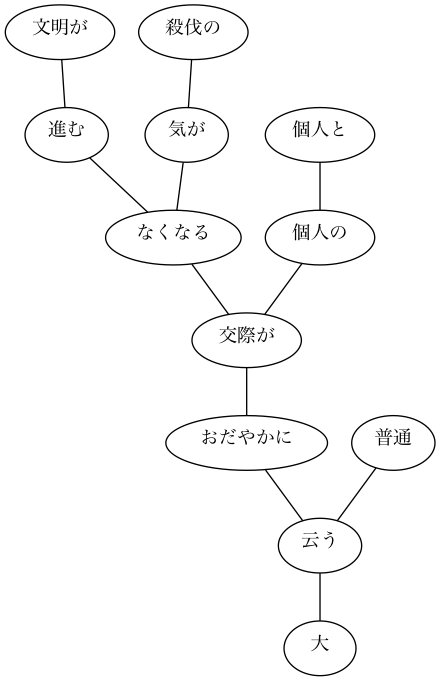 文明が
殺伐の
進む
気が
個人と
なくなる
個人の
交際が
おだやかに
普通
云う
大